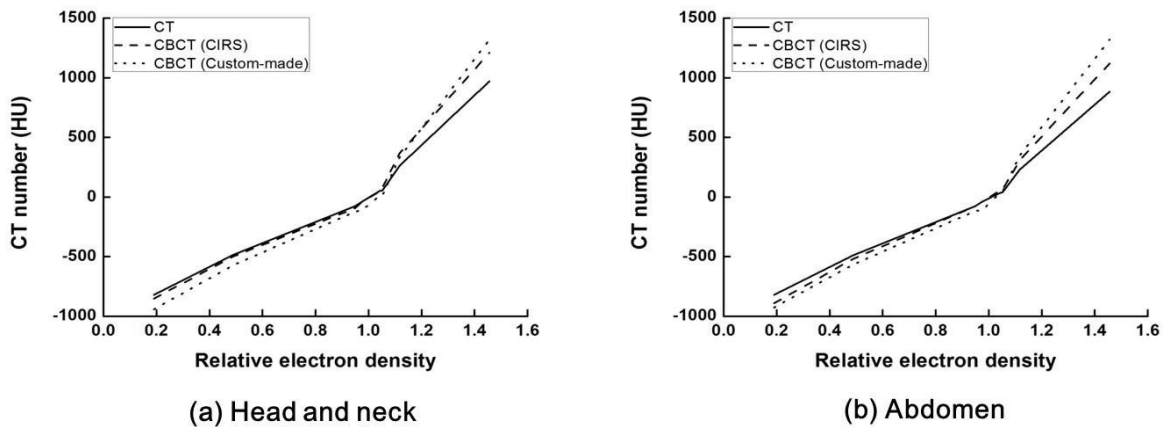 1500
1000
500
0
-500
-1000
CT number (HU)
CT
CBCT (CIRS)
CBCT (Custom-made)
0.0 0.2 0.4 0.6 0.8 1.0 1.2 1.4 1.6
Relative electron density
(a) Head and neck
1500
1000
500
0
-500
-1000
CT number (HU)
CT
CBCT (CIRS)
CBCT (Custom-made)
0.0 0.2 0.4 0.6 0.8 1.0 1.2 1.4 1.6
Relative electron density
(b) Abdomen